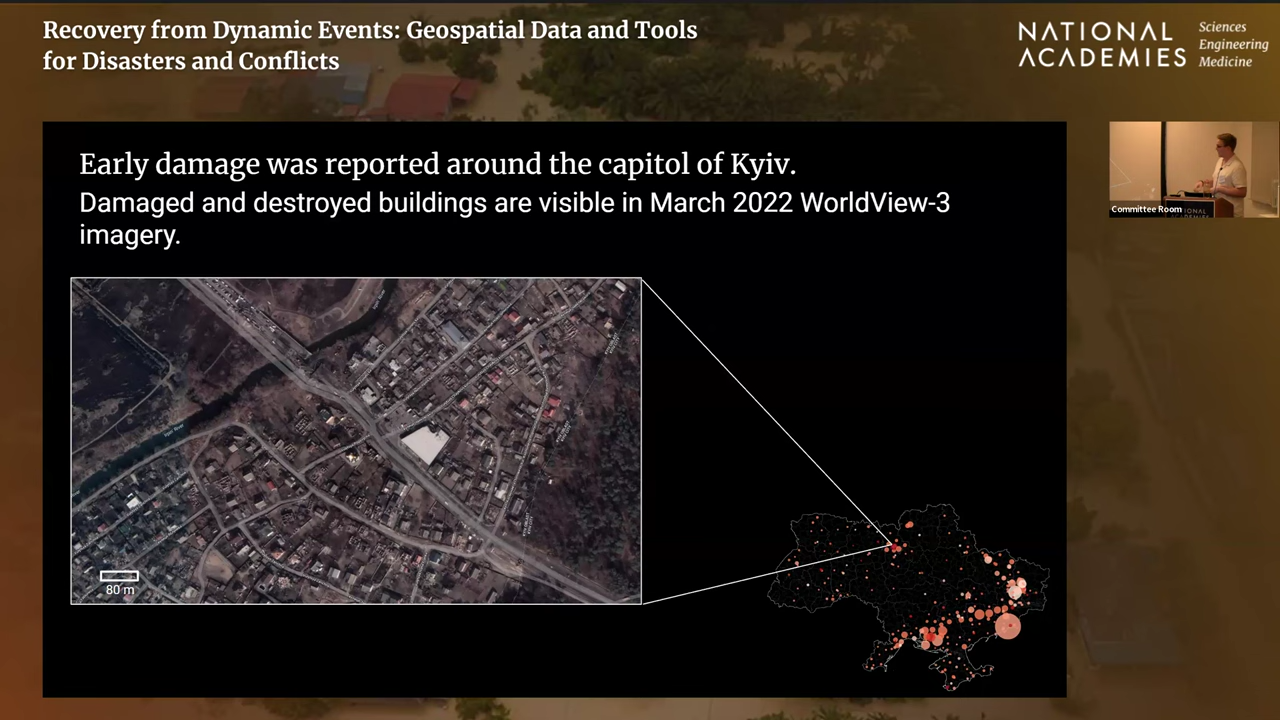 Recovery from Dynamic Events: Geospatial Data and Tools
for Disasters and Conflicts
NATIONAL
ACADEMIES
Sciences
Engineering
Medicine
Early damage was reported around the capitol of Kyiv.
Damaged and destroyed buildings are visible in March 2022 WorldView-3
imagery.
Committee Room
80 m